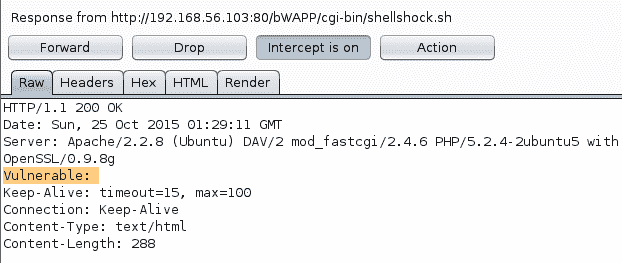 Response from http://192.168.56.103:80/bWAPP/cgi-bin/shellshock.sh
Forward Drop Intercept is on Action
Raw Headers Hex HTML Render
HTTP/1.1 200 OK
Date: Sun, 25 Oct 2015 01:29:11 GMT
Server: Apache/2.2.8 (Ubuntu) DAV/2 mod_fastcgi/2.4.6 PHP/5.2.4-2ubuntu5 with
OpenSSL/0.9.8g
Vulnerable:
Keep-Alive: timeout=15, max=100
Connection: Keep-Alive
Content-Type: text/html
Content-Length: 288